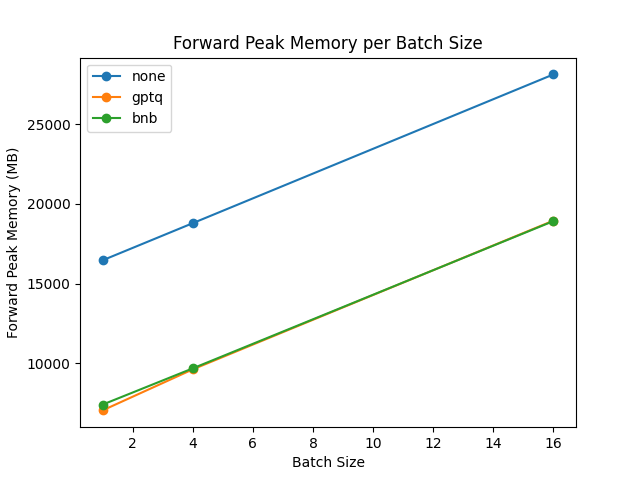 Forward Peak Memory per Batch Size
none
gptq
bnb
Forward Peak Memory (MB)
25000
20000
15000
10000
2 4 6 8 10 12 14 16
Batch Size